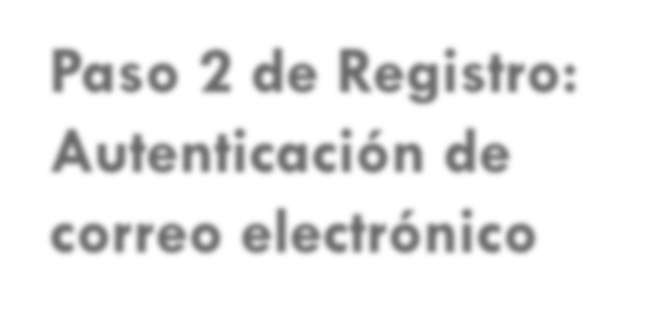 Paso 2 de Registro:
Autenticación de
correo electrónico